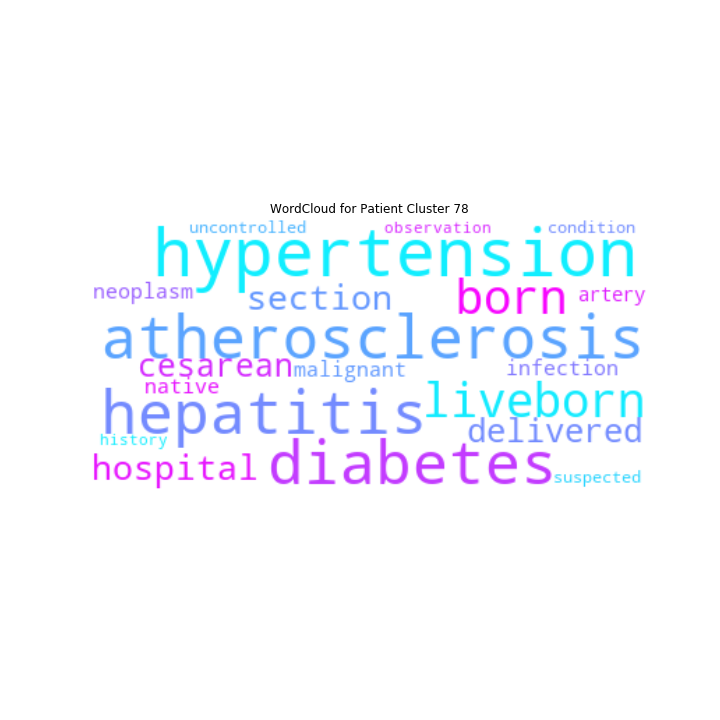 WordCloud for Patient Cluster 78
uncontrolled observation condition
hypertension
neoplasm section born artery
atherosclerosis
cesarean malignant infection
native liveborn
hepatitis delivered
history
hospital diabetes suspected